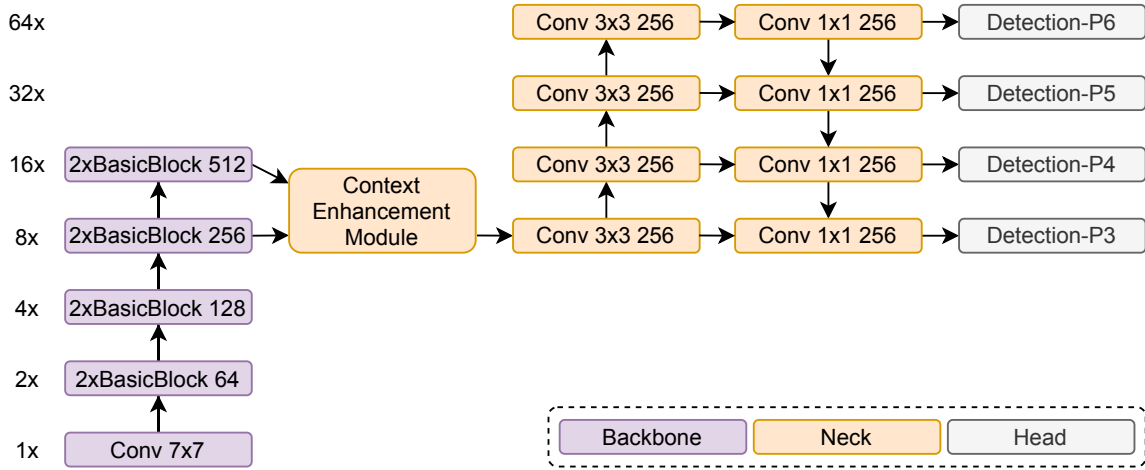 64x
Conv 3x3 256
Conv 1x1 256
Detection-P6
32x
Conv 3x3 256
Conv 1x1 256
Detection-P5
16x
2xBasicBlock 512
Context
Enhancement
Module
Conv 3x3 256
Conv 1x1 256
Detection-P4
8x
2xBasicBlock 256
Conv 3x3 256
Conv 1x1 256
Detection-P3
4x
2xBasicBlock 128
2x
2xBasicBlock 64
1x
Conv 7x7
Backbone
Neck
Head